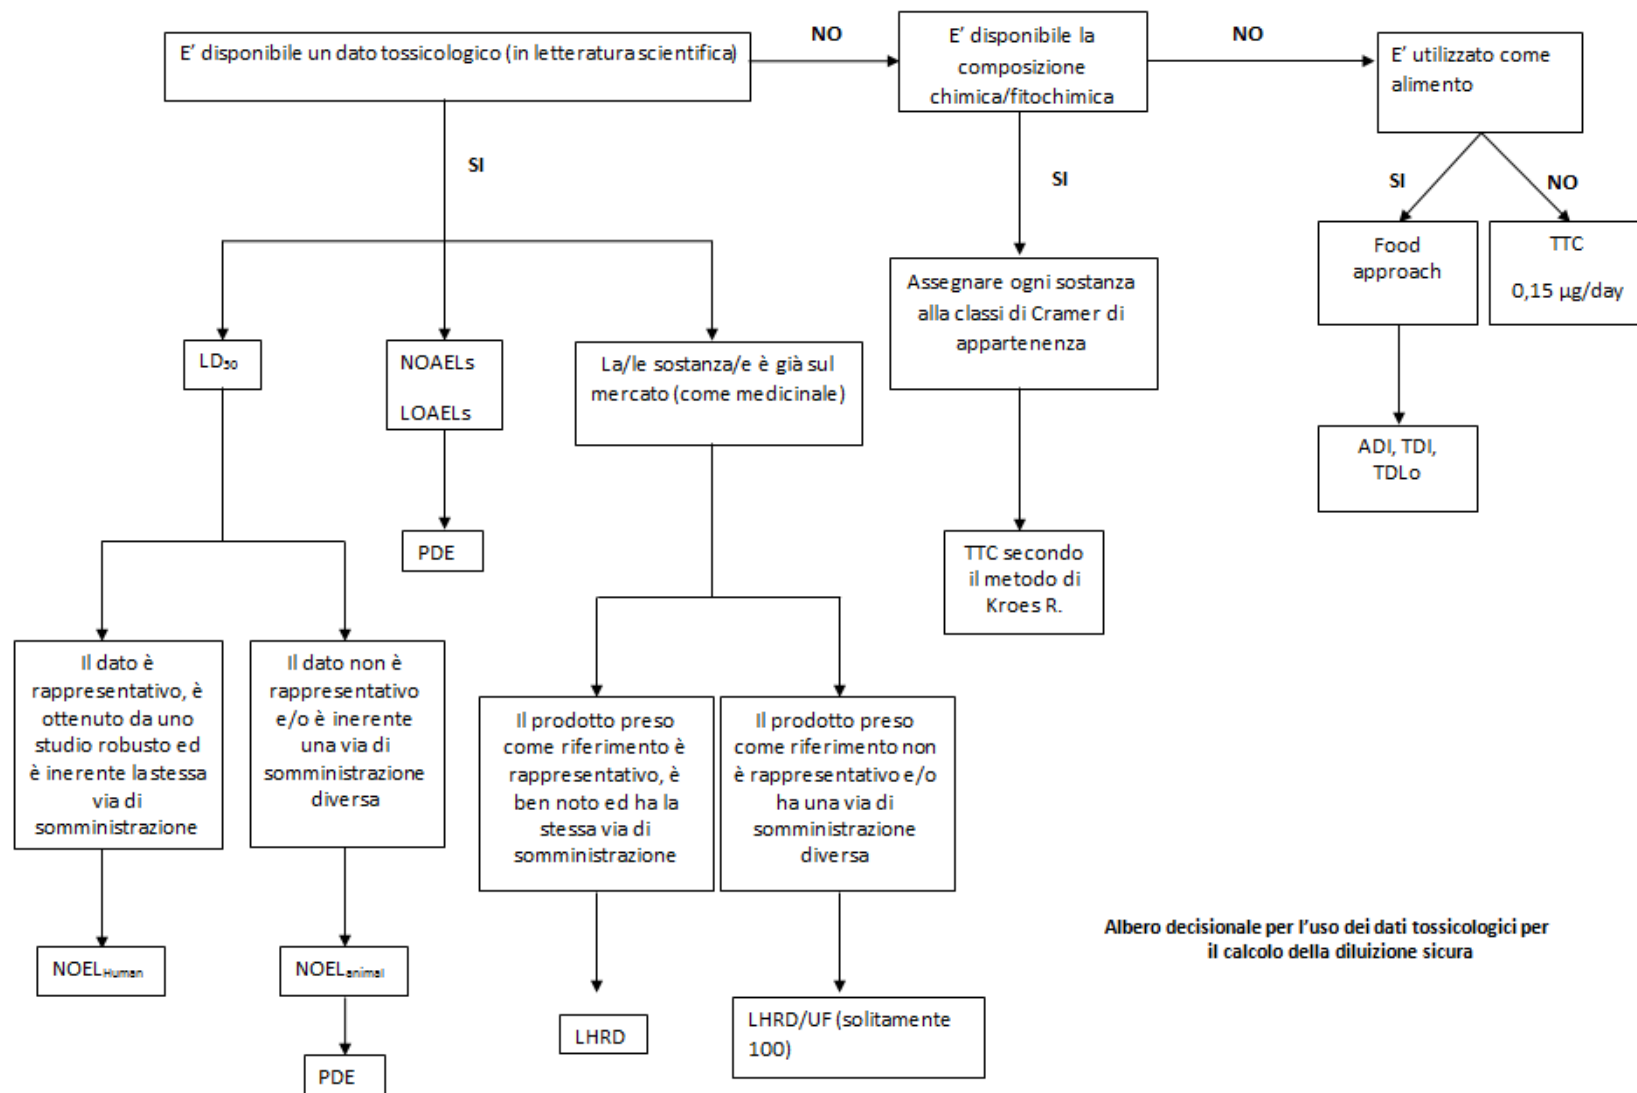 E' disponibile un dato tossicologico (in letteratura scientifica)
NO
E' disponibile la
composizione
chimica/fitochimica
NO
E' utilizzato come
alimento
SI
SI
SI
NO
Food
approach
TTC
0,15 µg/day
Assegnare ogni sostanza
alla classi di Cramer di
appartenenza
LD₅₀
NOAELs
LOAELs
La/le sostanza/e è già sul
mercato (come medicinale)
ADI, TDI,
TDLo
PDE
TTC secondo
il metodo di
Kroes R.
Il dato è
rappresentativo, è
ottenuto da uno
studio robusto ed
è inerente la stessa
via di
somministrazione
Il dato non è
rappresentativo
e/o è inerente
una via di
somministrazione
diversa
Il prodotto preso
come riferimento è
rappresentativo, è
ben noto ed ha la
stessa via di
somministrazione
Il prodotto preso
come riferimento non
è rappresentativo e/o
ha una via di
somministrazione
diversa
Albero decisionale per l'uso dei dati tossicologici per
il calcolo della diluizione sicura
NOEL Human
NOEL animal
LHRD
LHRD/UF (solitamente
100)
PDE